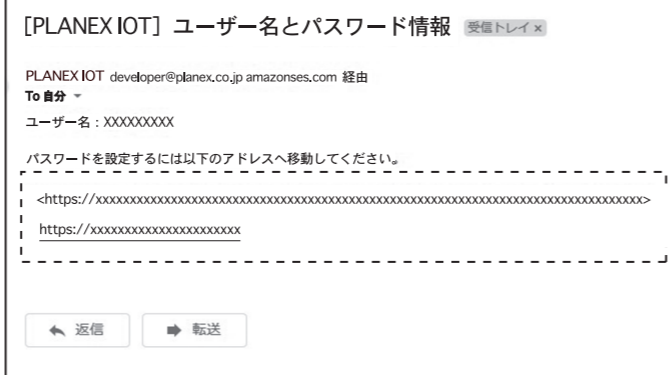 [PLANEX IOT] ユーザー名とパスワード情報 受信トレイ ×
PLANEX IOT developer@planex.co.jp amazonses.com 経由
To 自分
ユーザー名：XXXXXXXXX
パスワードを設定するには以下のアドレスへ移動してください。
<https://xxxxxxxxxxxxxxxxxxxxxxxxxxxxxxxxxxxxxxxxxxxxxxxxxxxxxxxxxxxxxxxxxxxxxxxxxxxxxxxx>
https://xxxxxxxxxxxxxxxxxxxxxx
返信
転送